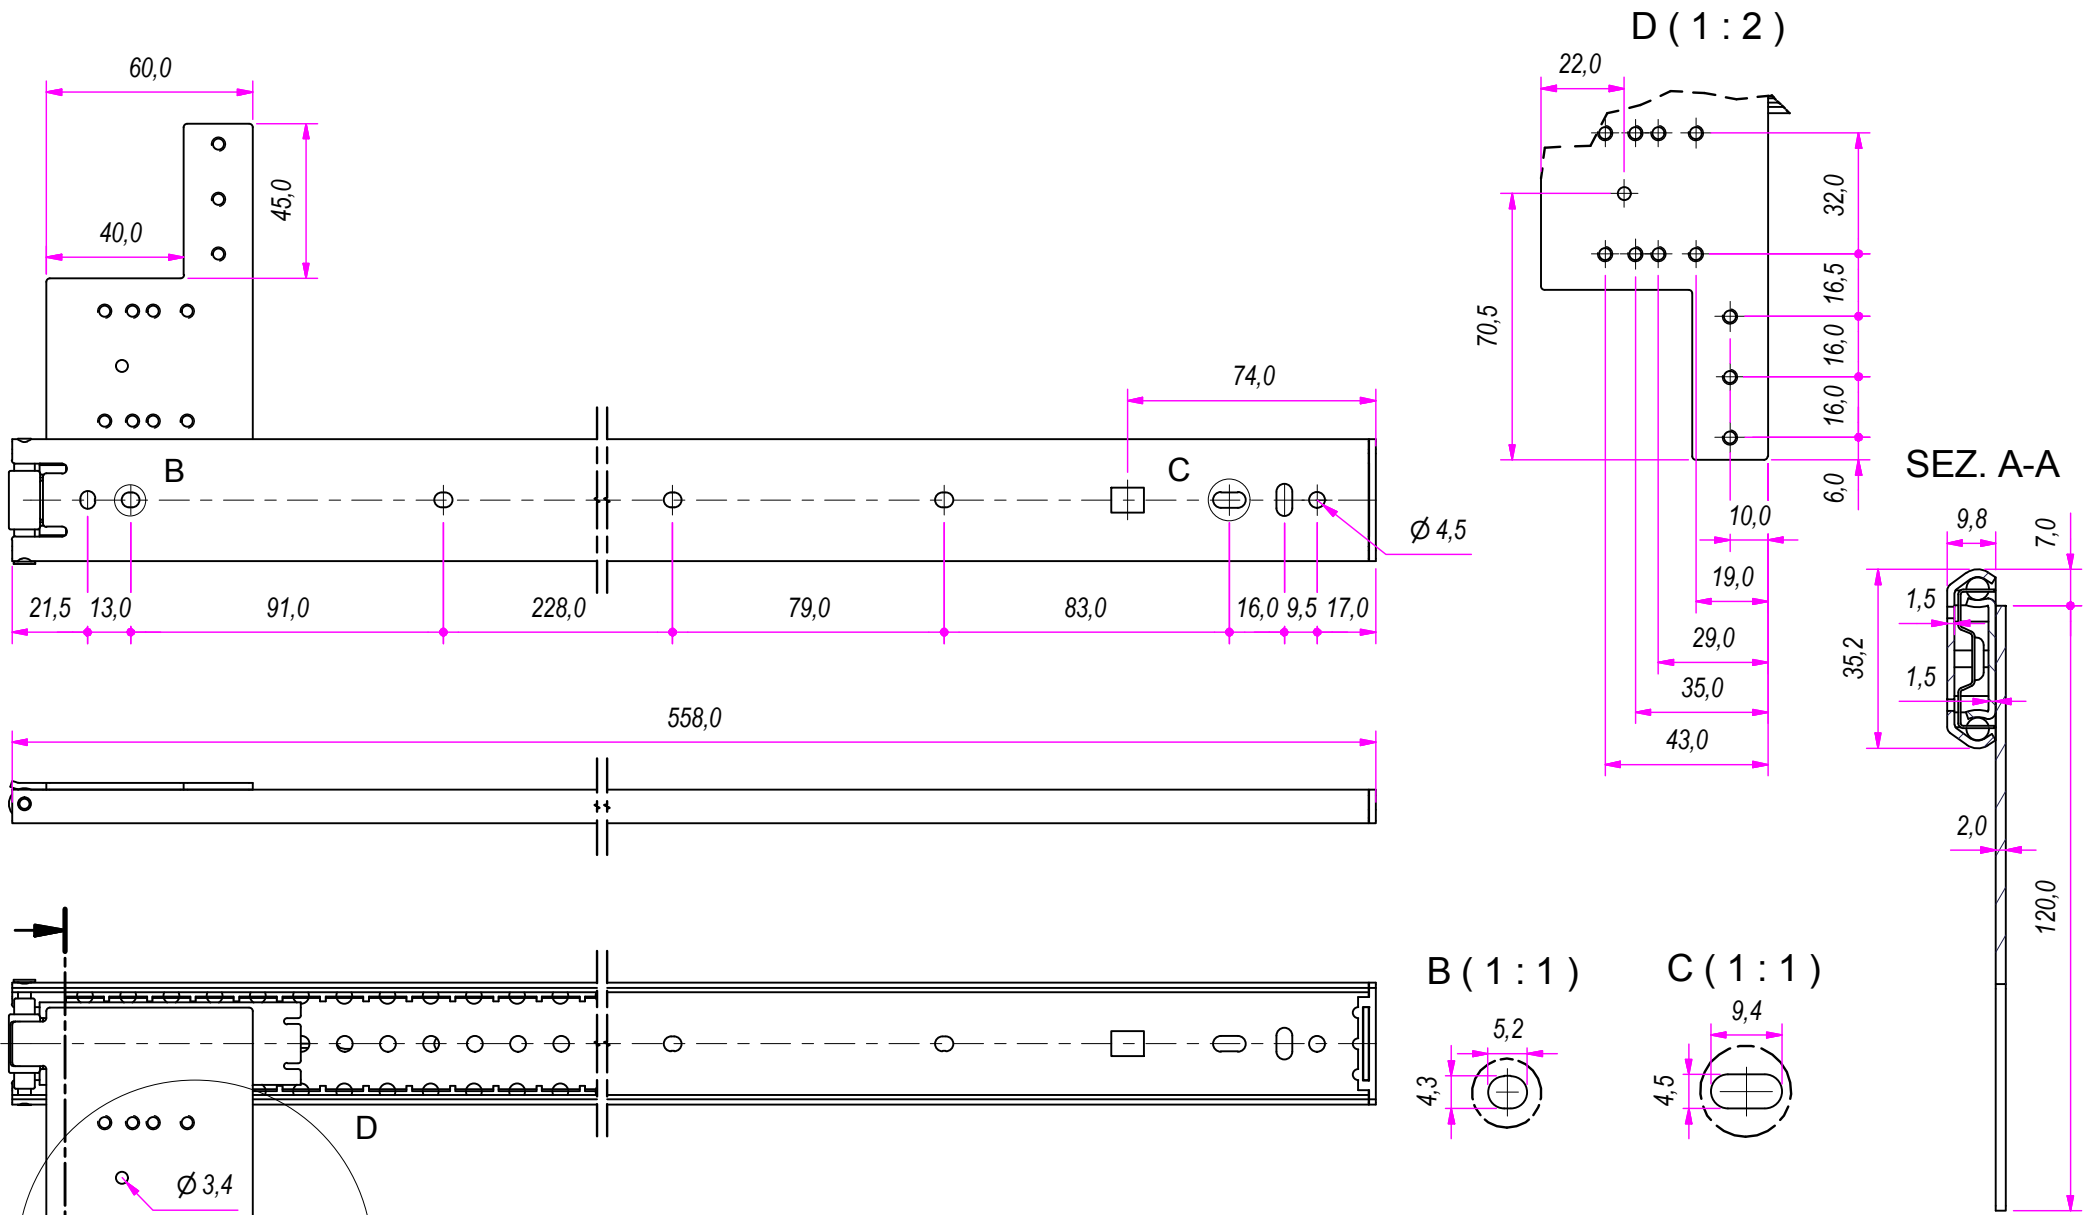 D ( 1 : 2 )
22,0
60,0
45,0
40,0
32,0
16,5
70,5
16,0
16,0
6,0
74,0
B
C
SEZ. A-A
10,0
9,8
7,0
Ø 4,5
19,0
21,5 13,0 91,0 228,0 79,0 83,0 16,0 9,5 17,0
1,5
29,0
35,2
1,5
35,0
558,0
43,0
2,0
120,0
B ( 1 : 1 )
C ( 1 : 1 )
5,2
9,4
4,3
4,5
D
Ø 3,4